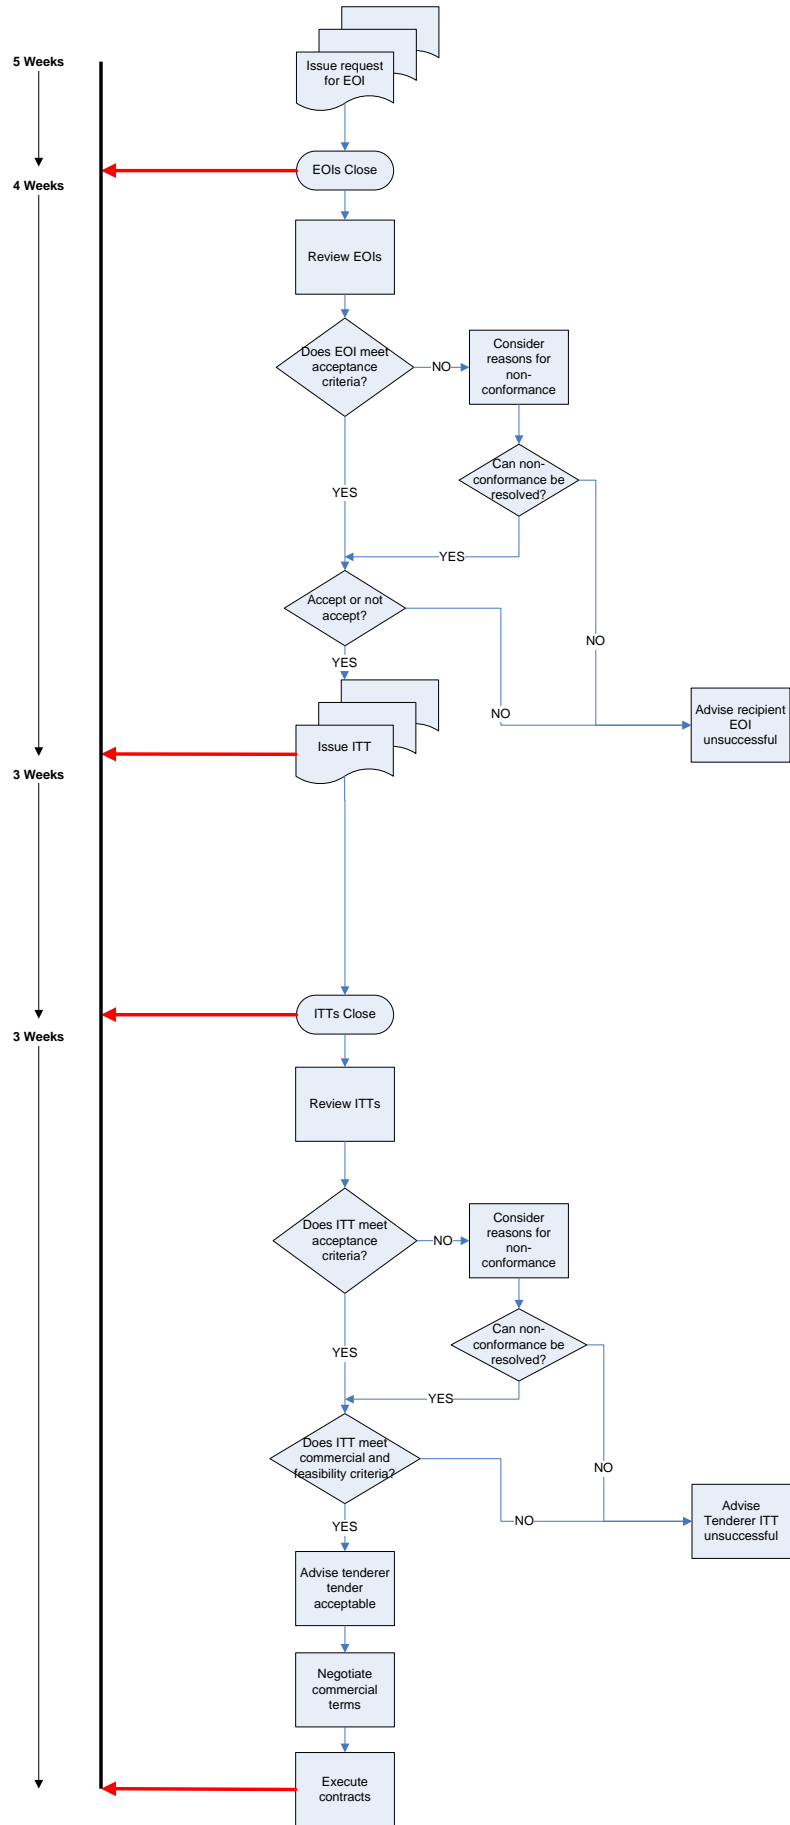 5 Weeks
Issue request
for EOI
EOIs Close
4 Weeks
Review EOIs
Does EOI meet
acceptance
criteria?
NO
Consider
reasons for
non-
conformance
Can non-
conformance be
resolved?
YES
YES
Accept or not
accept?
NO
YES
Advise recipient
EOI
unsuccessful
NO
Issue ITT
3 Weeks
ITTs Close
3 Weeks
Review ITTs
Does ITT meet
acceptance
criteria?
NO
Consider
reasons for
non-
conformance
Can non-
conformance be
resolved?
YES
YES
Does ITT meet
commercial and
feasibility criteria?
NO
Advise
Tenderer ITT
unsuccessful
NO
YES
Advise tenderer
tender
acceptable
Negotiate
commercial
terms
Execute
contracts